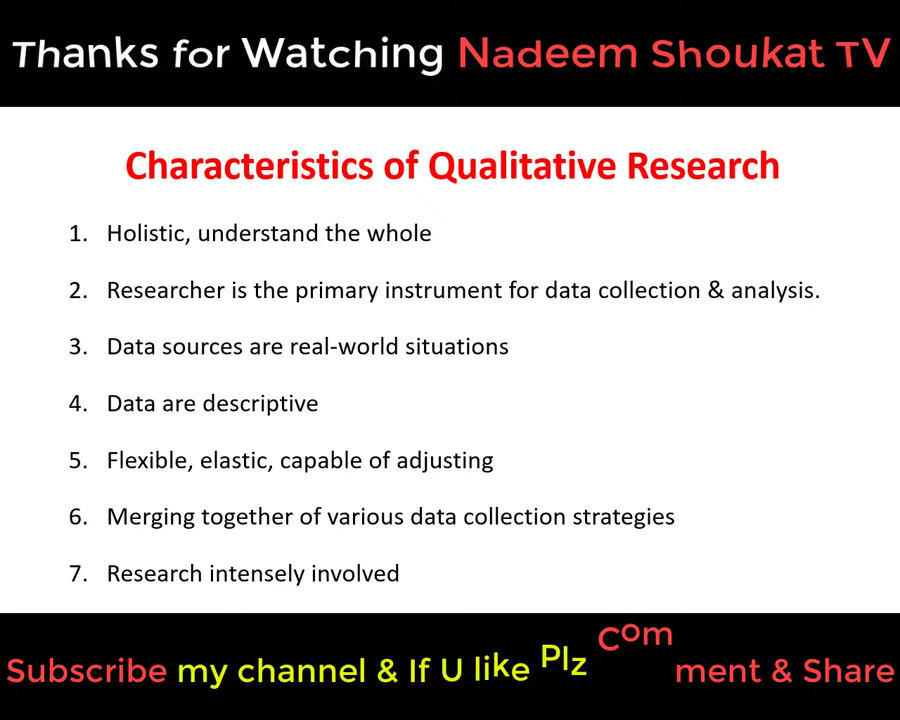 Thanks for Watching Nadeem Shoukat TV
Characteristics of Qualitative Research
1. Holistic, understand the whole
2. Researcher is the primary instrument for data collection & analysis.
3. Data sources are real-world situations
4. Data are descriptive
5. Flexible, elastic, capable of adjusting
6. Merging together of various data collection strategies
7. Research intensely involved
Subscribe my channel & If U like Plz Comment & Share